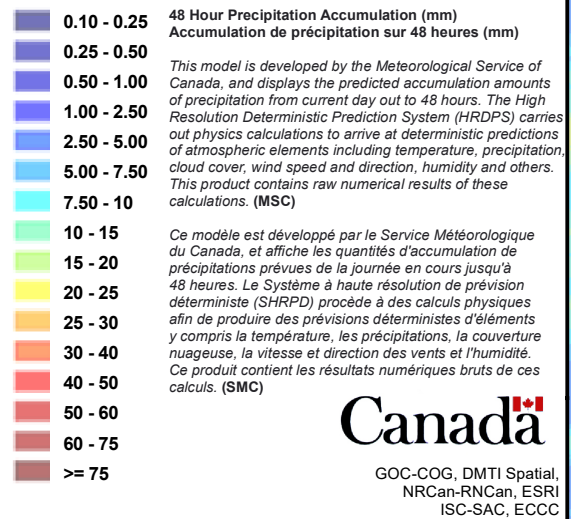 0.10 - 0.25
0.25 - 0.50
0.50 - 1.00
1.00 - 2.50
2.50 - 5.00
5.00 - 7.50
7.50 - 10
10 - 15
15 - 20
20 - 25
25 - 30
30 - 40
40 - 50
50 - 60
60 - 75
>= 75
48 Hour Precipitation Accumulation (mm)
Accumulation de précipitation sur 48 heures (mm)
This model is developed by the Meteorological Service of
Canada, and displays the predicted accumulation amounts
of precipitation from current day out to 48 hours. The High
Resolution Deterministic Prediction System (HRDPS) carries
out physics calculations to arrive at deterministic predictions
of atmospheric elements including temperature, precipitation,
cloud cover, wind speed and direction, humidity and others.
This product contains raw numerical results of these
calculations. (MSC)
Ce modèle est développé par le Service Météorologique
du Canada, et affiche les quantités d'accumulation de
précipitations prévues de la journée en cours jusqu'à
48 heures. Le Système à haute résolution de prévision
déterministe (SHRPD) procède à des calculs physiques
afin de produire des prévisions déterministes d'éléments
y compris la température, les précipitations, la couverture
nuageuse, la vitesse et direction des vents et l'humidité.
Ce produit contient les résultats numériques bruts de ces
calculs. (SMC)
Canada
GOC-COG, DMTI Spatial,
NRCan-RNCan, ESRI
ISC-SAC, ECCC